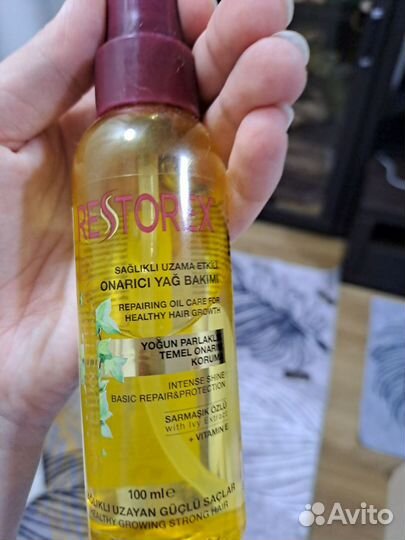 RESTOREX
SAĞLIKLI UZAMA ETKİLİ
ONARICI YAĞ BAKIMI
REPAIRING OIL CARE FOR
HEALTHY HAIR GROWTH
YOĞUN PARLAKLIK
TEMEL ONARIM
KORUMA
INTENSE SHINE
BASIC REPAIR&PROTECTION
SARMAŞIK ÖZLÜ
with Ivy Extract
+ VITAMIN E
100 ml e
UZAYAN GÜÇLÜ SAÇLAR
HEALTHY GROWING STRONG HAIR
Avito